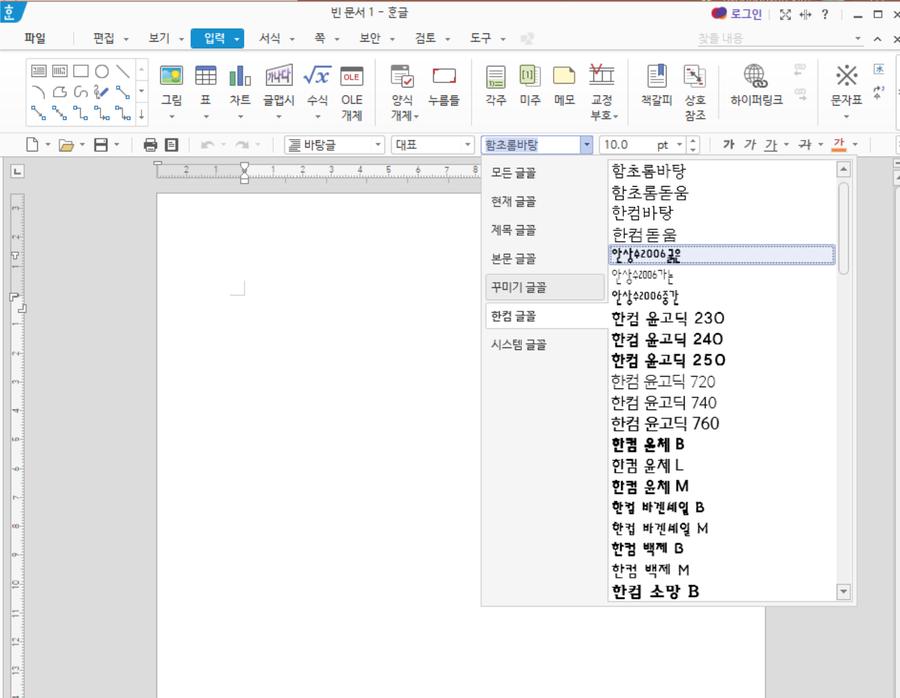 훈
빈 문서 1 - 훈글
로그인 ?
파일 편집 보기 입력 서식 쪽 보안 검토 도구 찾을 내용
그림 표 차트 글맵시 수식 OLE 개체 양식 개체 누름틀 각주 미주 메모 교정 부호 책갈피 상호 참조 하이퍼링크 문자표
바탕글 대표 함초롬바탕 10.0 pt 가 가 가 가 가
2 1 1 2 3 4 5 6 7 8
모든 글꼴
현재 글꼴
제목 글꼴
본문 글꼴
꾸미기 글꼴
한컴 글꼴
시스템 글꼴
함초롬바탕
함초롬돋움
한컴바탕
한컴돋움
안상수2006굵은
안상수2006가는
안상수2006중간
한컴 윤고딕 230
한컴 윤고딕 240
한컴 윤고딕 250
한컴 윤고딕 720
한컴 윤고딕 740
한컴 윤고딕 760
한컴 윤체 B
한컴 윤체 L
한컴 윤체 M
한컴 바겐세일 B
한컴 바겐세일 M
한컴 백제 B
한컴 백제 M
한컴 소망 B